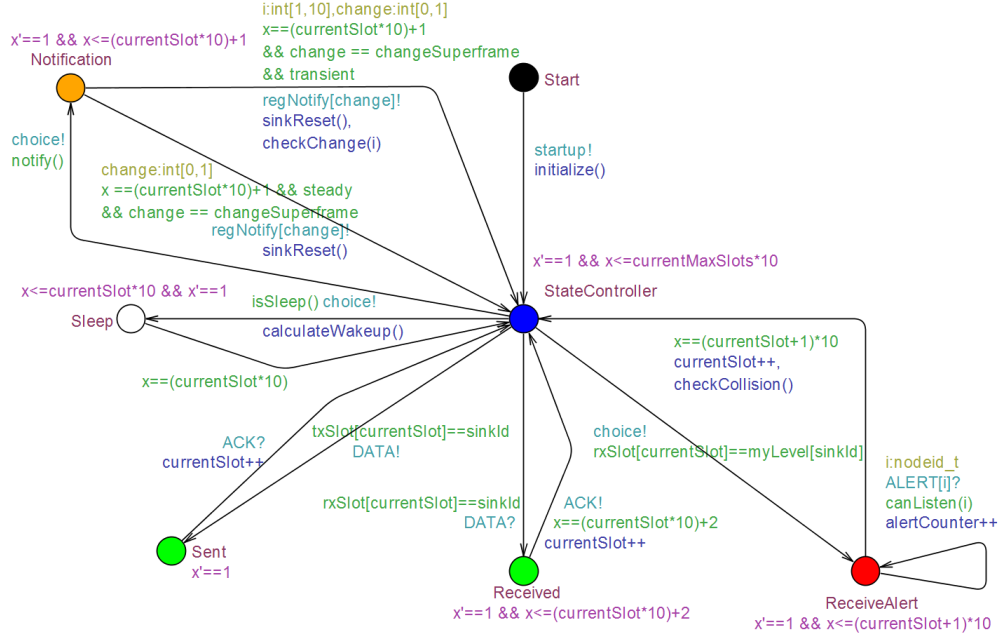 i:int[1,10],change:int[0,1]
x==(currentSlot*10)+1
&& change == changeSuperframe
&& transient
x'==1 && x<=(currentSlot*10)+1
Notification
Start
regNotify[change]!
sinkReset(),
checkChange(i)
choice!
notify()
startup!
initialize()
change:int[0,1]
x ==(currentSlot*10)+1 && steady
&& change == changeSuperframe
regNotify[change]!
sinkReset()
x'==1 && x<=currentMaxSlots*10
StateController
x<=currentSlot*10 && x'==1
Sleep
isSleep() choice!
calculateWakeup()
x==(currentSlot*10)
x==(currentSlot+1)*10
currentSlot++,
checkCollision()
txSlot[currentSlot]==sinkId
DATA!
ACK?
currentSlot++
choice!
rxSlot[currentSlot]==myLevel[sinkId]
i:nodeid_t
ALERT[i]?
canListen(i)
alertCounter++
rxSlot[currentSlot]==sinkId
DATA?
ACK!
x==(currentSlot*10)+2
currentSlot++
Sent
x'==1
Received
x'==1 && x<=(currentSlot*10)+2
ReceiveAlert
x'==1 && x<=(currentSlot+1)*10